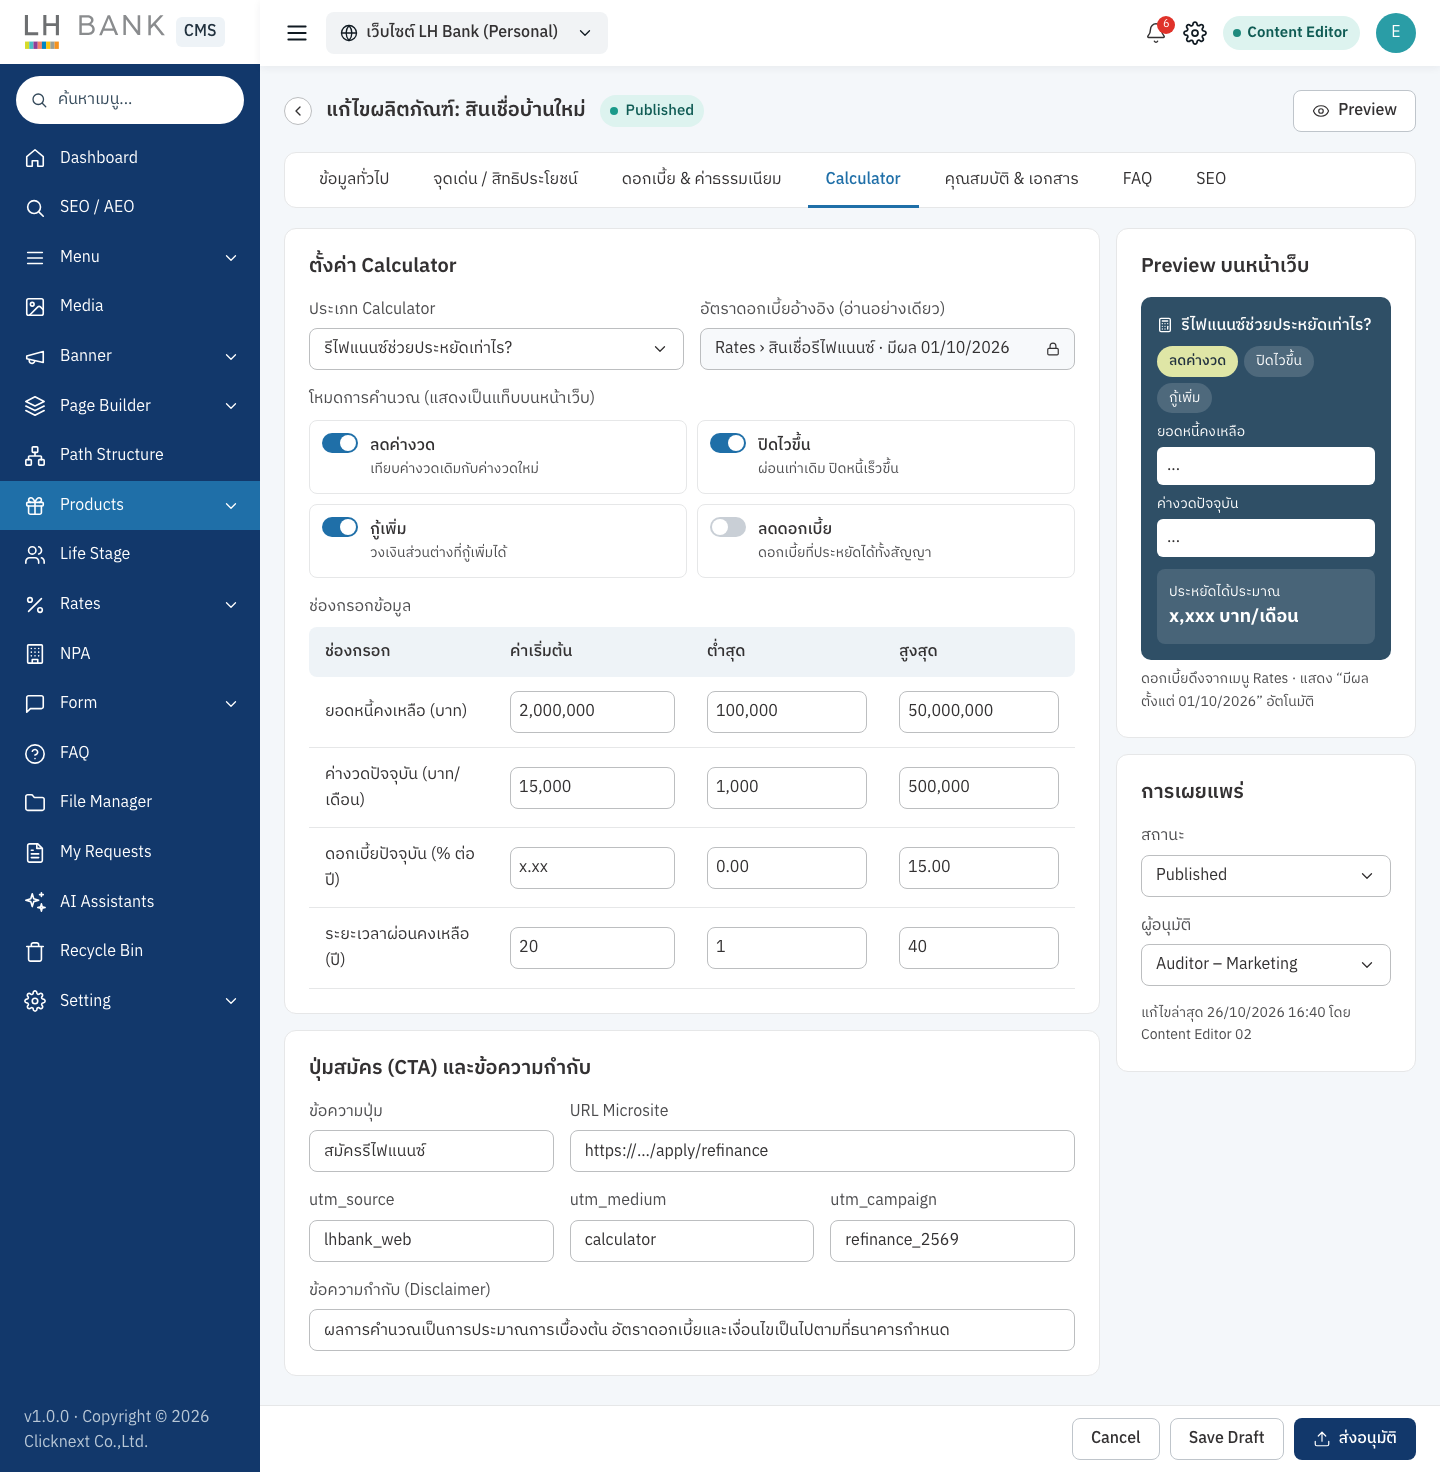 LH BANK CMS
เว็บไซต์ LH Bank (Personal)
6
Content Editor
E
ค้นหาเมนู...
Dashboard
SEO / AEO
Menu
Media
Banner
Page Builder
Path Structure
Products
Life Stage
Rates
NPA
Form
FAQ
File Manager
My Requests
AI Assistants
Recycle Bin
Setting
v1.0.0 · Copyright © 2026
Clicknext Co.,Ltd.
แก้ไขผลิตภัณฑ์: สินเชื่อบ้านใหม่
Published
Preview
ข้อมูลทั่วไป
จุดเด่น / สิทธิประโยชน์
ดอกเบี้ย & ค่าธรรมเนียม
Calculator
คุณสมบัติ & เอกสาร
FAQ
SEO
ตั้งค่า Calculator
ประเภท Calculator
อัตราดอกเบี้ยอ้างอิง (อ่านอย่างเดียว)
รีไฟแนนซ์ช่วยประหยัดเท่าไร?
Rates › สินเชื่อรีไฟแนนซ์ · มีผล 01/10/2026
โหมดการคำนวณ (แสดงเป็นแท็บบนหน้าเว็บ)
ลดค่างวด
เทียบค่างวดเดิมกับค่างวดใหม่
ปิดไวขึ้น
ผ่อนเท่าเดิม ปิดหนี้เร็วขึ้น
กู้เพิ่ม
วงเงินส่วนต่างที่กู้เพิ่มได้
ลดดอกเบี้ย
ดอกเบี้ยที่ประหยัดได้ทั้งสัญญา
ช่องกรอกข้อมูล
ช่องกรอก ค่าเริ่มต้น ต่ำสุด สูงสุด
ยอดหนี้คงเหลือ (บาท) 2,000,000 100,000 50,000,000
ค่างวดปัจจุบัน (บาท/
เดือน) 15,000 1,000 500,000
ดอกเบี้ยปัจจุบัน (% ต่อ
ปี) x.xx 0.00 15.00
ระยะเวลาผ่อนคงเหลือ
(ปี) 20 1 40
ปุ่มสมัคร (CTA) และข้อความกำกับ
ข้อความปุ่ม
URL Microsite
สมัครรีไฟแนนซ์
https://.../apply/refinance
utm_source
utm_medium
utm_campaign
lhbank_web
calculator
refinance_2569
ข้อความกำกับ (Disclaimer)
ผลการคำนวณเป็นการประมาณการเบื้องต้น อัตราดอกเบี้ยและเงื่อนไขเป็นไปตามที่ธนาคารกำหนด
Preview บนหน้าเว็บ
รีไฟแนนซ์ช่วยประหยัดเท่าไร?
ลดค่างวด
ปิดไวขึ้น
กู้เพิ่ม
ยอดหนี้คงเหลือ
...
ค่างวดปัจจุบัน
...
ประหยัดได้ประมาณ
x,xxx บาท/เดือน
ดอกเบี้ยดึงจากเมนู Rates · แสดง “มีผล
ตั้งแต่ 01/10/2026” อัตโนมัติ
การเผยแพร่
สถานะ
Published
ผู้อนุมัติ
Auditor – Marketing
แก้ไขล่าสุด 26/10/2026 16:40 โดย
Content Editor 02
Cancel
Save Draft
ส่งอนุมัติ